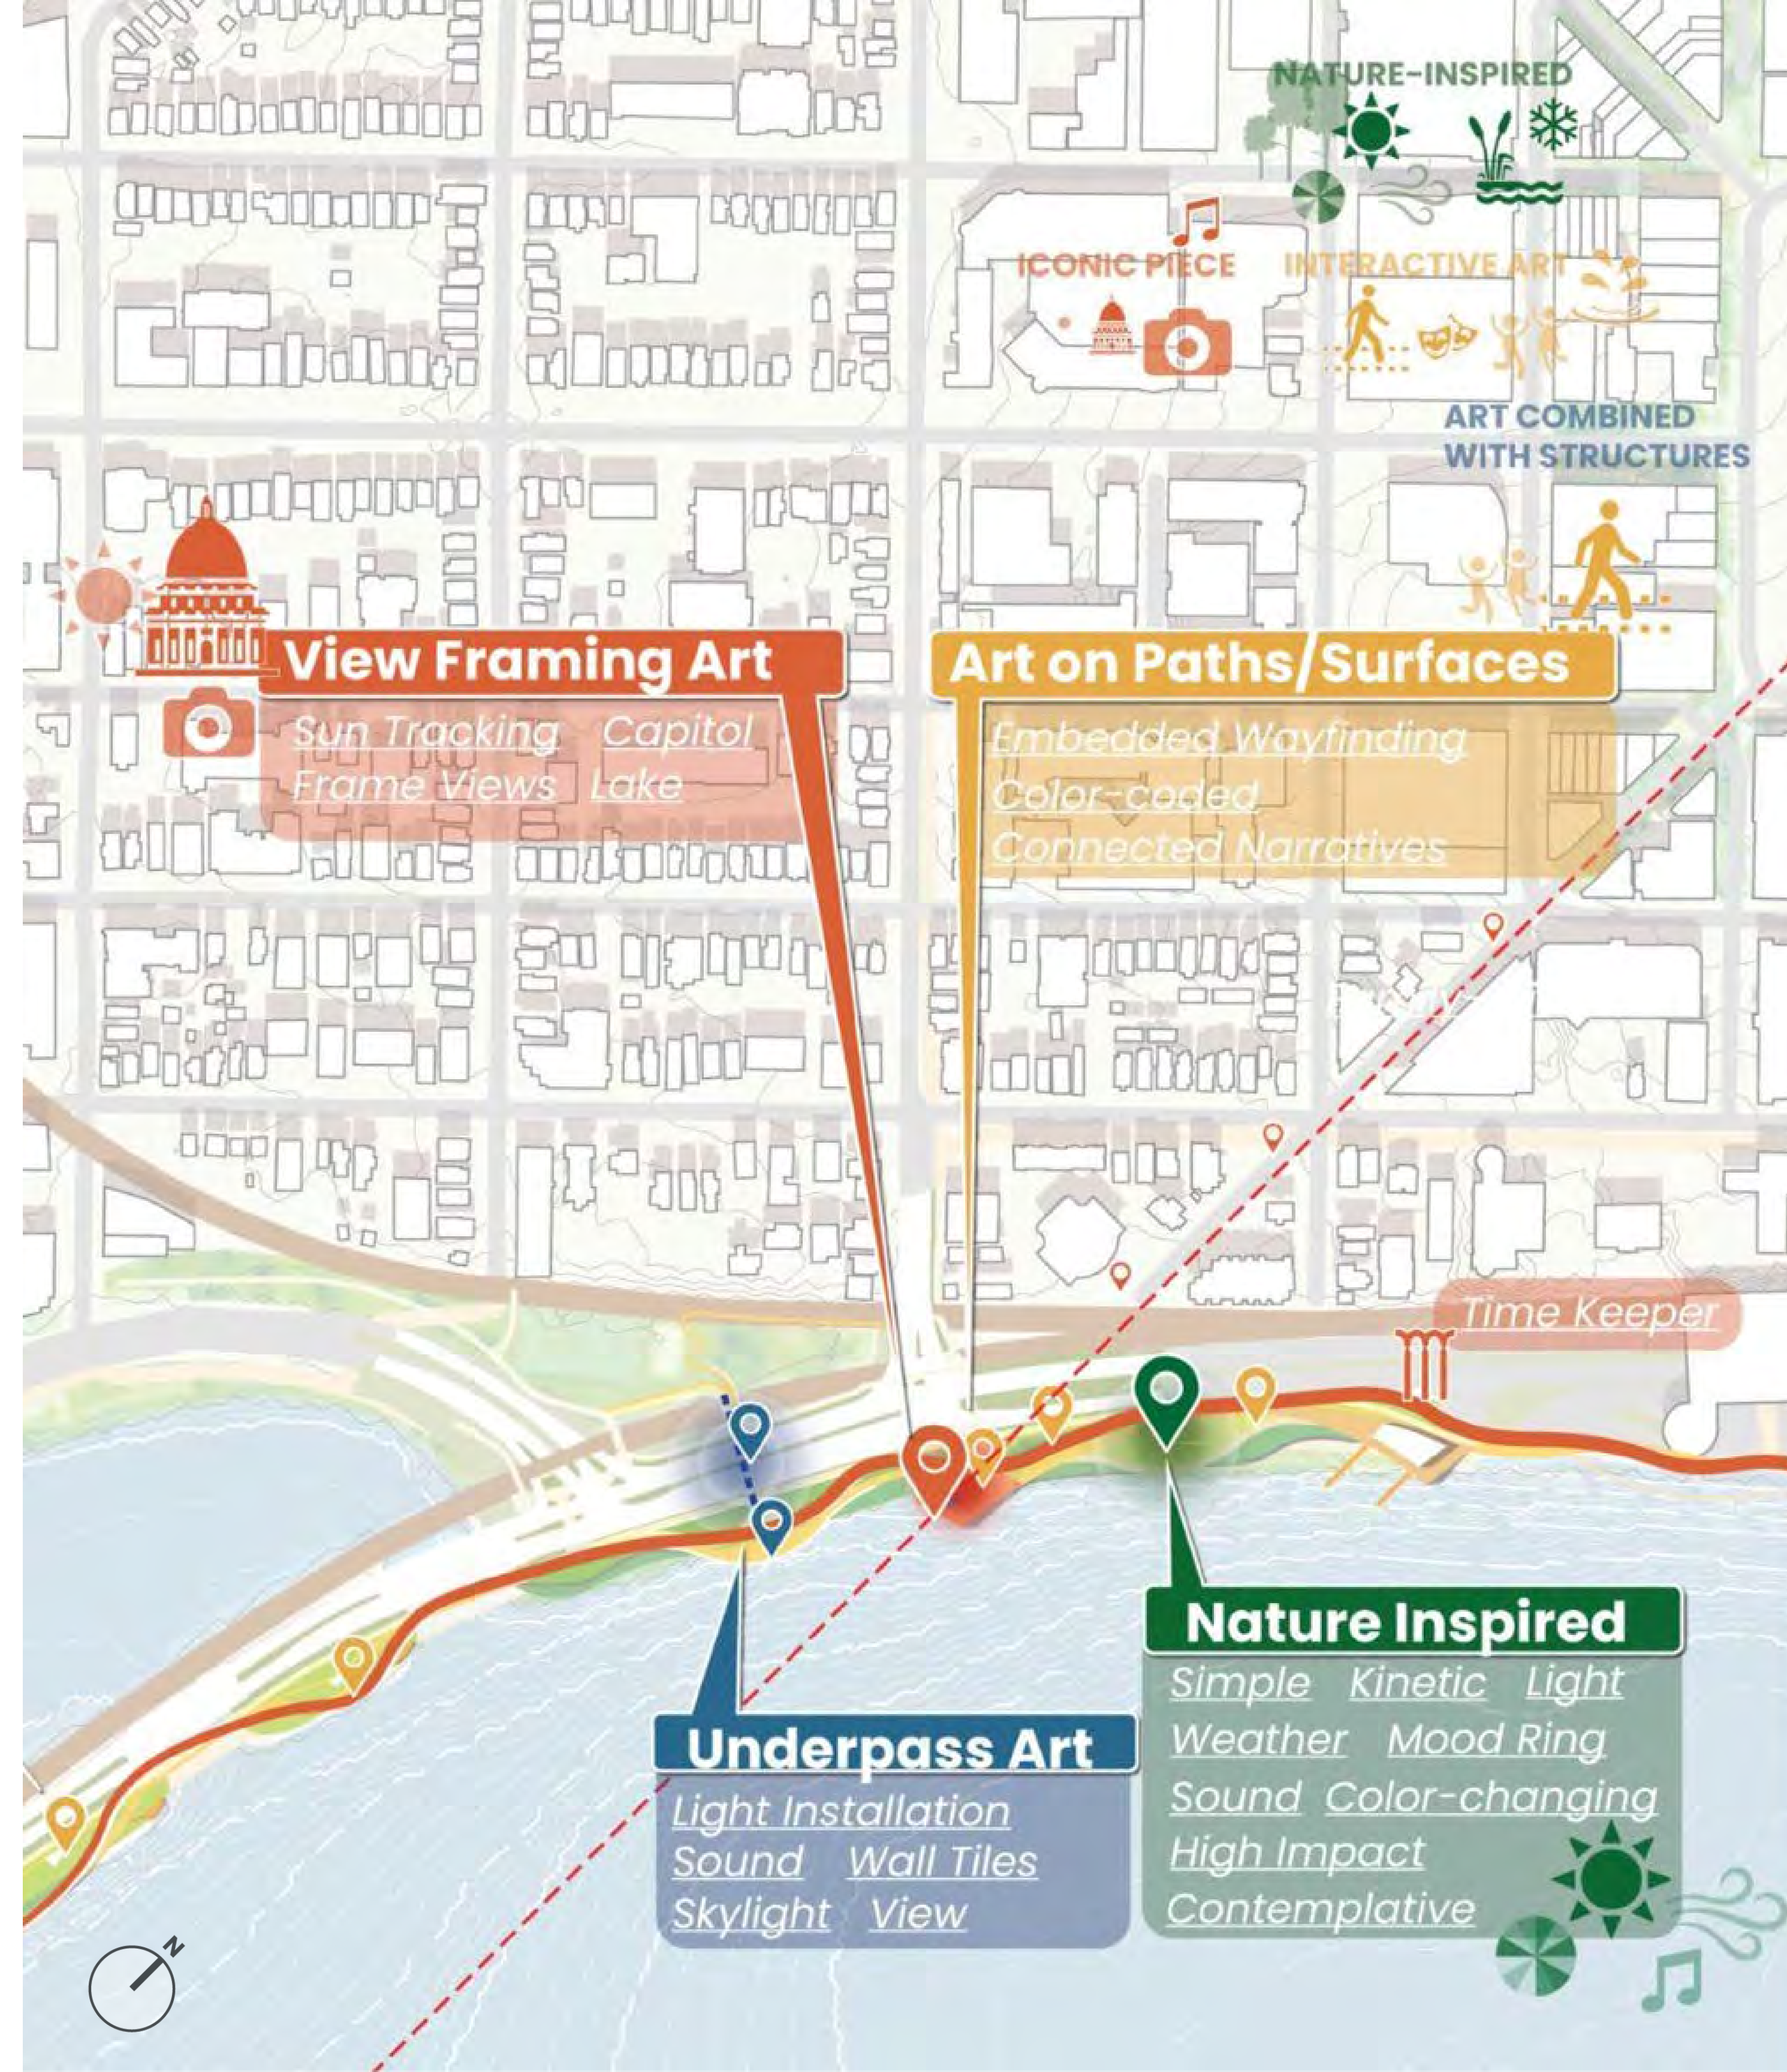 NATURE-INSPIRED
ICONIC PIECE
INTERACTIVE ART
ART COMBINED
WITH STRUCTURES
View Framing Art
Sun Tracking Capitol
Frame Views Lake
Art on Paths/Surfaces
Embedded Wayfinding
Color-coded
Connected Narratives
Time Keeper
Nature Inspired
Simple Kinetic Light
Weather Mood Ring
Sound Color-changing
High Impact
Contemplative
Underpass Art
Light Installation
Sound Wall Tiles
Skylight View
N